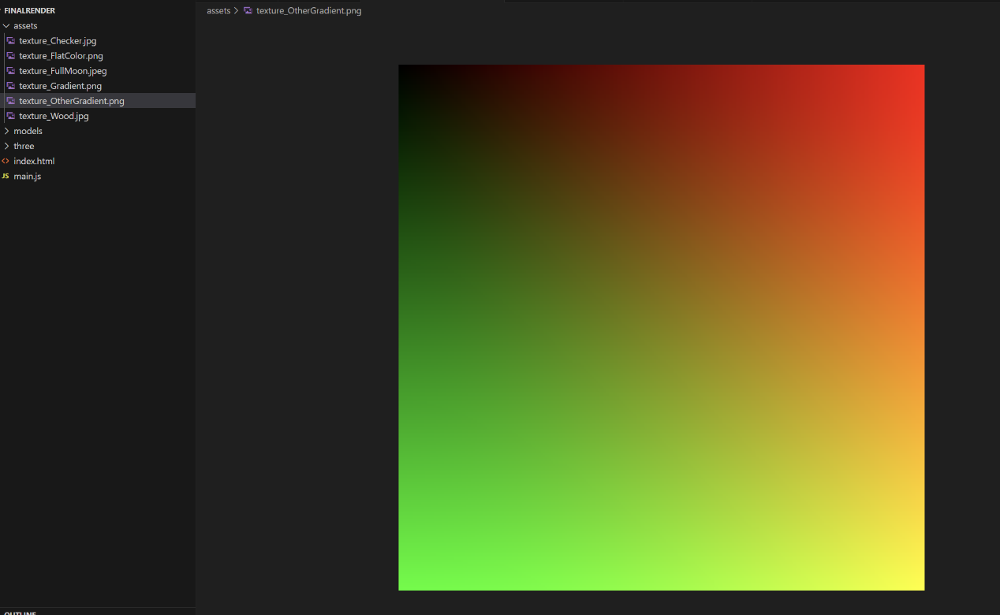 FINALRENDER
assets
texture_Checker.jpg
texture_FlatColor.png
texture_FullMoon.jpeg
texture_Gradient.png
texture_OtherGradient.png
texture_Wood.jpg
models
three
index.html
JS main.js
OUTLINE
assets > texture_OtherGradient.png